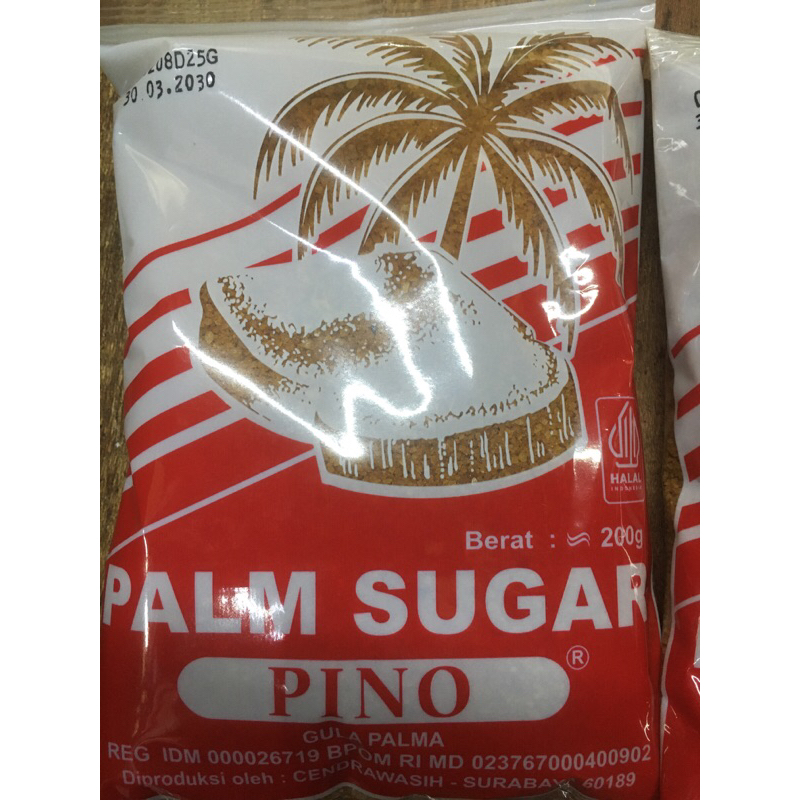 208D25G
30.03.2030
HALAL
INDONESIA
Berat : ≈ 200g
PALM SUGAR
PINO ®
GULA PALMA
REG IDM 000026719 BPOM RI MD 023767000400902
Diproduksi oleh : CENDRAWASIH - SURABAYA 60189